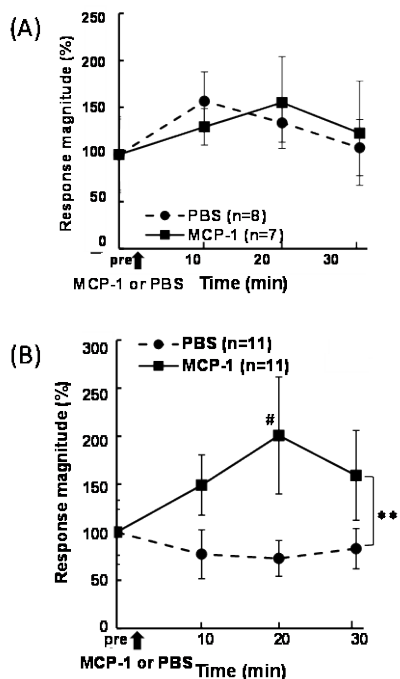 (A)
Response magnitude (%)
250
200
150
100
50
0
PBS (n=8)
MCP-1 (n=7)
pre
10
20
30
MCP-1 or PBS
Time (min)
(B)
Response magnitude (%)
300
250
200
150
100
50
0
PBS (n=11)
MCP-1 (n=11)
#
**
pre
10
20
30
MCP-1 or PBS
Time (min)